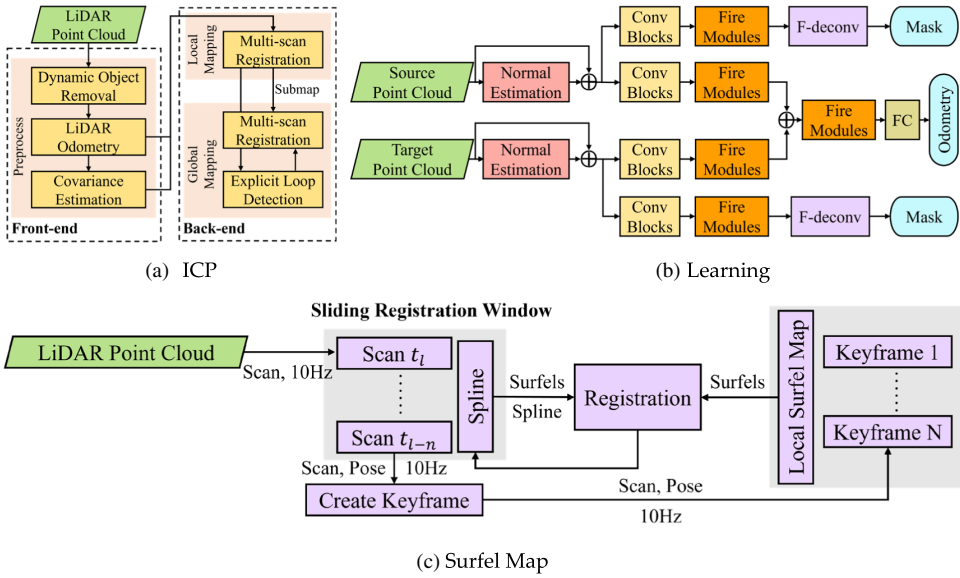 LiDAR
Point Cloud
Dynamic Object
Removal
LiDAR
Odometry
Covariance
Estimation
Preprocess
Front-end
Local
Mapping
Multi-scan
Registration
Submap
Global
Mapping
Multi-scan
Registration
Explicit Loop
Detection
Back-end
(a) ICP
Source
Point Cloud
Normal
Estimation
Target
Point Cloud
Normal
Estimation
Conv
Blocks
Fire
Modules
F-deconv
Mask
Conv
Blocks
Fire
Modules
Fire
Modules
FC
Odometry
Conv
Blocks
Fire
Modules
Conv
Blocks
Fire
Modules
F-deconv
Mask
(b) Learning
Sliding Registration Window
LiDAR Point Cloud
Scan, 10Hz
Scan t_l
Scan t_{l-n}
Spline
Surfels
Spline
Registration
Surfels
Local Surfel Map
Keyframe 1
Keyframe N
Scan, Pose 10Hz
Create Keyframe
Scan, Pose
10Hz
(c) Surfel Map